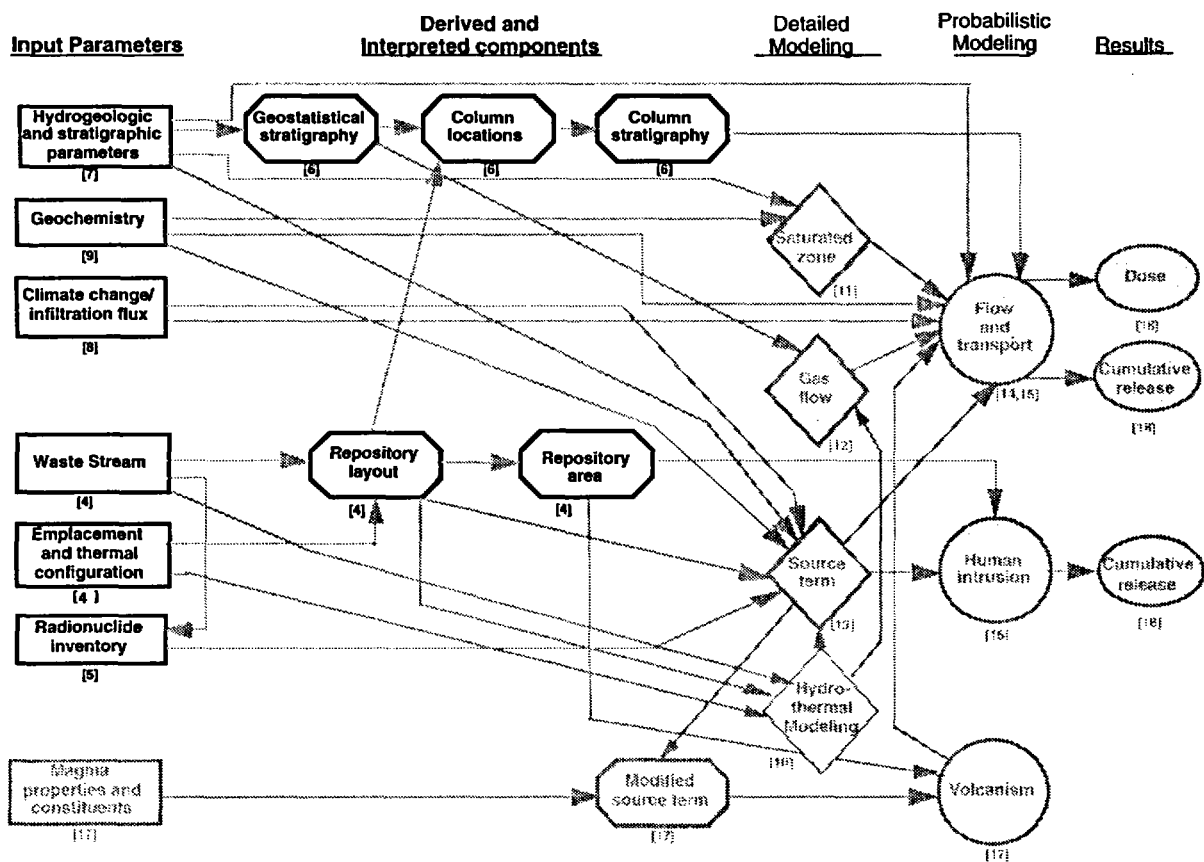 Input Parameters
Derived and
Interpreted components
Detailed
Modeling
Probabilistic
Modeling
Results
Hydrogeologic
and stratigraphic
parameters
[7]
Geostatistical
stratigraphy
[6]
Column
locations
[6]
Column
stratigraphy
[6]
Geochemistry
[9]
Saturated
zone
[11]
Climate change/
infiltration flux
[8]
Flow
and
transport
[14,15]
Dose
Gas
flow
[12]
Cumulative
release
Waste Stream
[4]
Repository
layout
[4]
Repository
area
[4]
Emplacement
and thermal
configuration
[4]
Source
term
[13]
Human
intrusion
Cumulative
release
Radionuclide
inventory
[5]
Hydro-
thermal
Modeling
[10]
Magma
properties and
constituents
[17]
Modified
source term
[17]
Volcanism
[17]